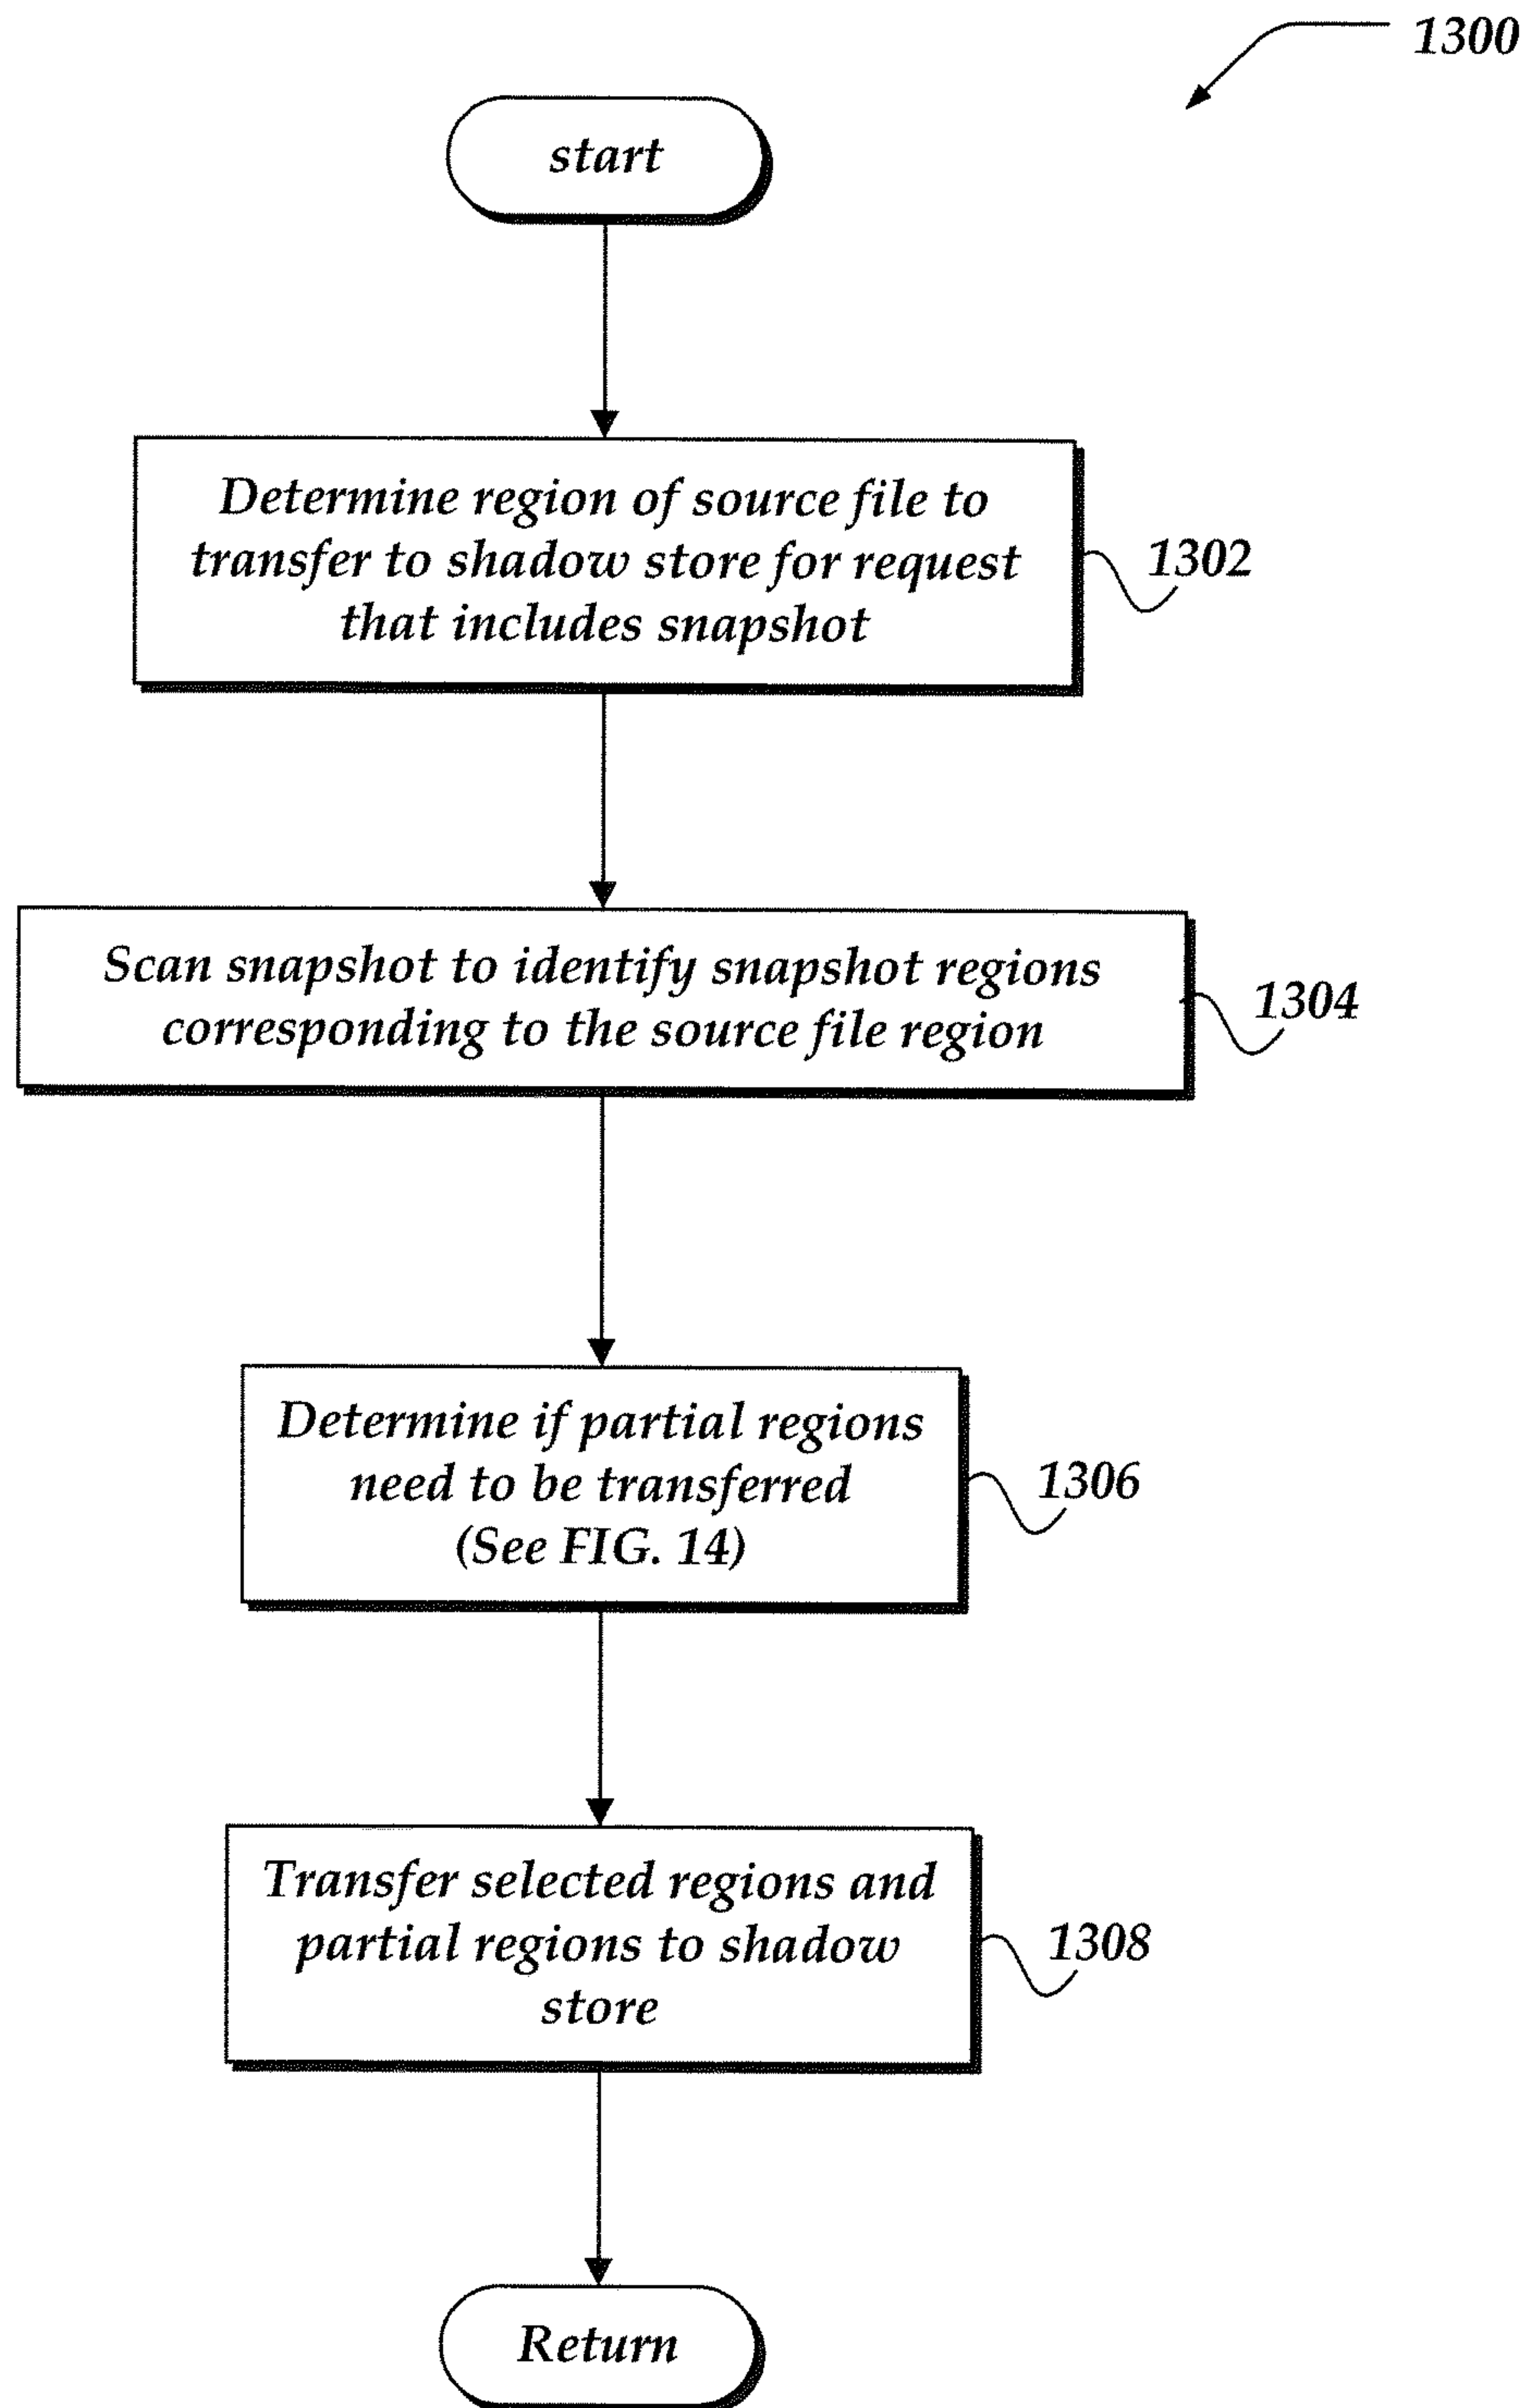 1300
start
Determine region of source file to
transfer to shadow store for request
that includes snapshot
1302
Scan snapshot to identify snapshot regions
corresponding to the source file region
1304
Determine if partial regions
need to be transferred
(See FIG. 14)
1306
Transfer selected regions and
partial regions to shadow
store
1308
Return